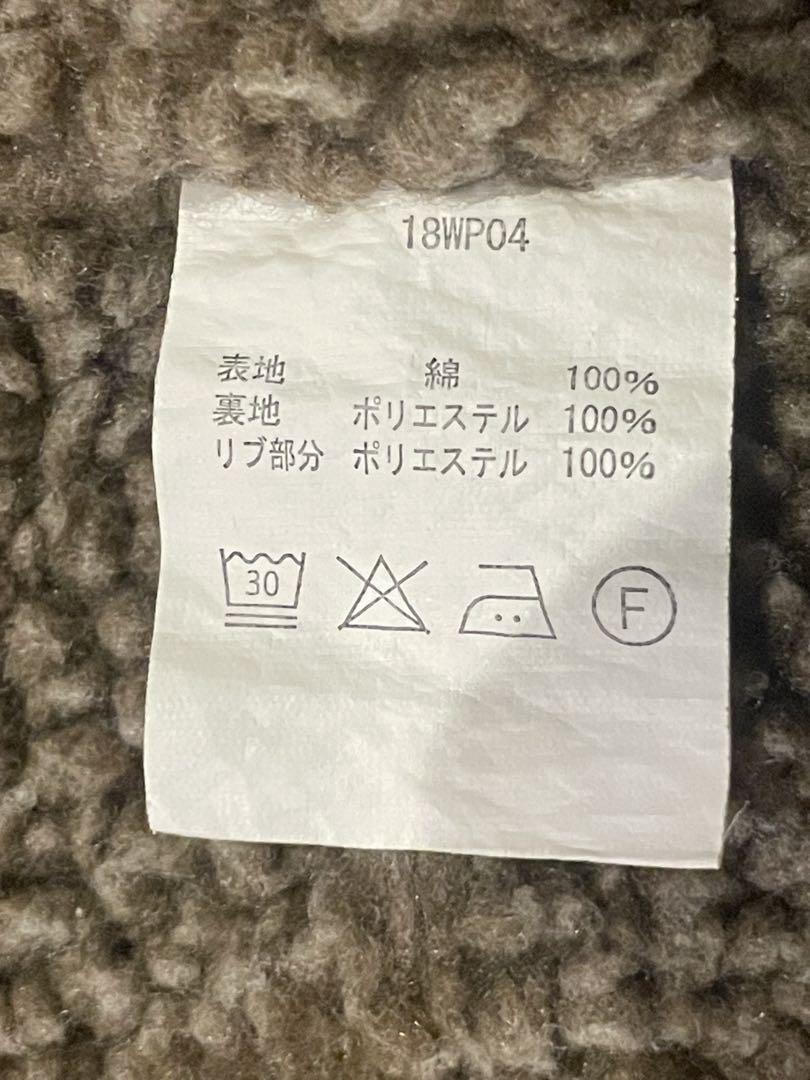 18WP04
表地 綿 100%
裏地 ポリエステル 100%
リブ部分 ポリエステル 100%
30 F